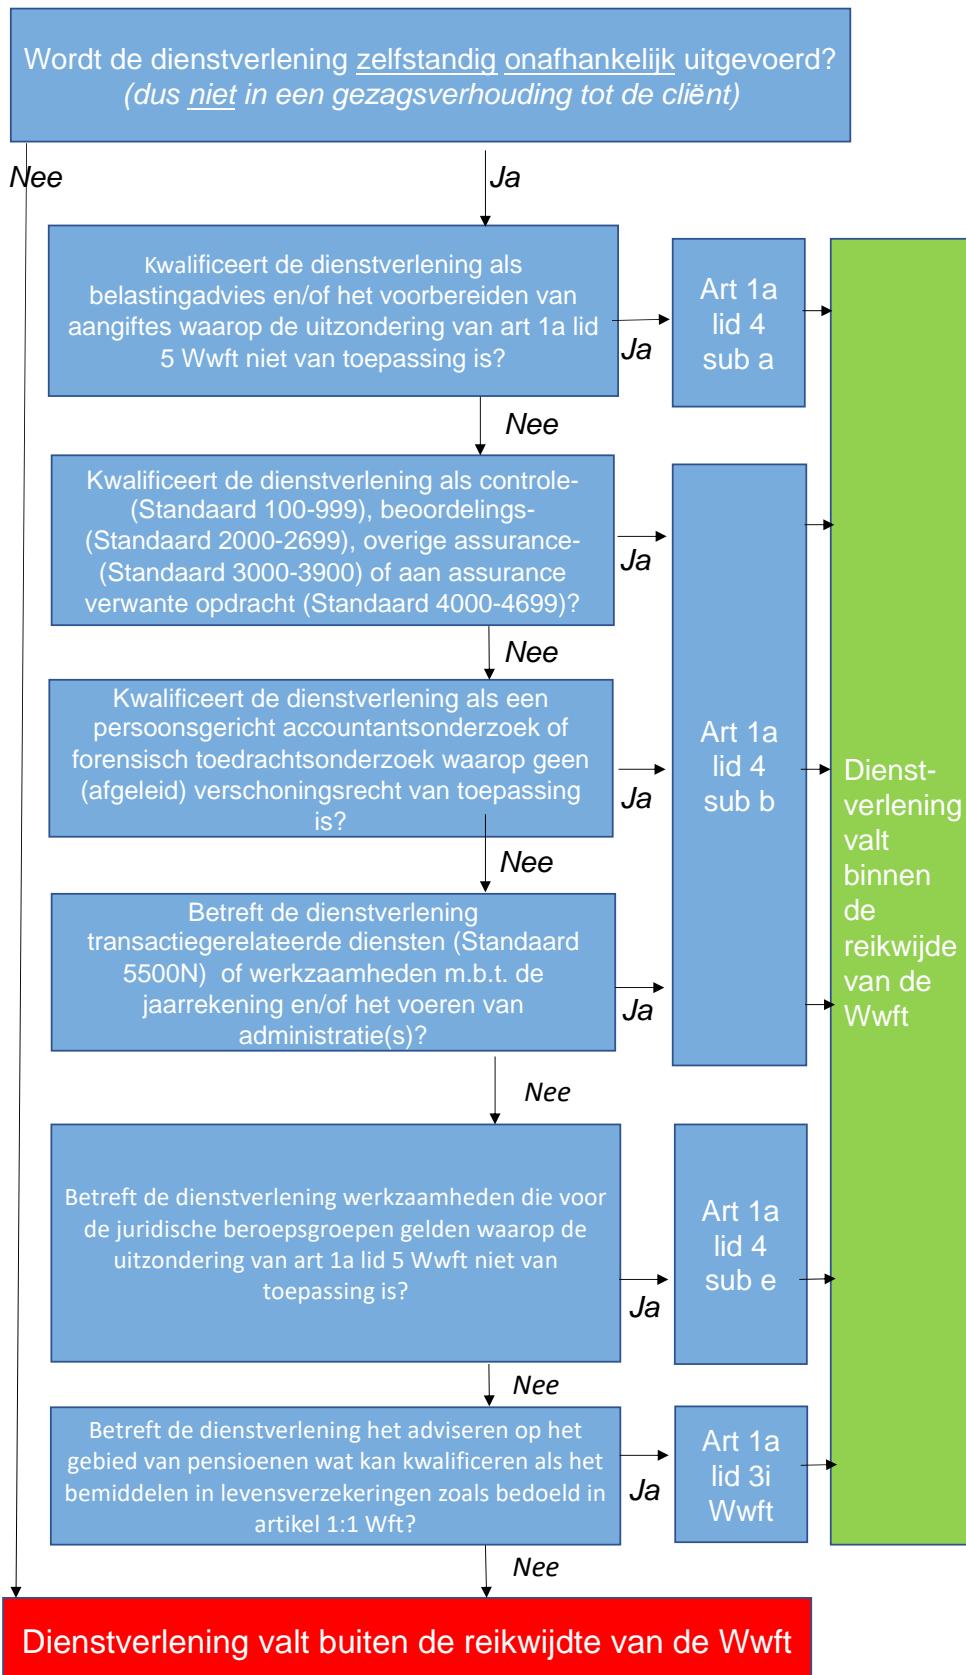 Wordt de dienstverlening zelfstandig onafhankelijk uitgevoerd?
(dus niet in een gezagsverhouding tot de cliënt)
Nee
Ja
Kwalificeert de dienstverlening als
belastingadvies en/of het voorbereiden van
aangiftes waarop de uitzondering van art 1a lid
5 Wwft niet van toepassing is?
Ja
Art 1a
lid 4
sub a
Nee
Kwalificeert de dienstverlening als controle-
(Standaard 100-999), beoordelings-
(Standaard 2000-2699), overige assurance-
(Standaard 3000-3900) of aan assurance
verwante opdracht (Standaard 4000-4699)?
Ja
Nee
Kwalificeert de dienstverlening als een
persoonsgericht accountantsonderzoek of
forensisch toedrachtsonderzoek waarop geen
(afgeleid) verschoningsrecht van toepassing
is?
Ja
Art 1a
lid 4
sub b
Nee
Betreft de dienstverlening
transactiegerelateerde diensten (Standaard
5500N) of werkzaamheden m.b.t. de
jaarrekening en/of het voeren van
administratie(s)?
Ja
Dienst-
verlening
valt
binnen
de
reikwijde
van de
Wwft
Nee
Betreft de dienstverlening werkzaamheden die voor
de juridische beroepsgroepen gelden waarop de
uitzondering van art 1a lid 5 Wwft niet van
toepassing is?
Ja
Art 1a
lid 4
sub e
Nee
Betreft de dienstverlening het adviseren op het
gebied van pensioenen wat kan kwalificeren als het
bemiddelen in levensverzekeringen zoals bedoeld in
artikel 1:1 Wft?
Ja
Art 1a
lid 3i
Wwft
Nee
Dienstverlening valt buiten de reikwijdte van de Wwft